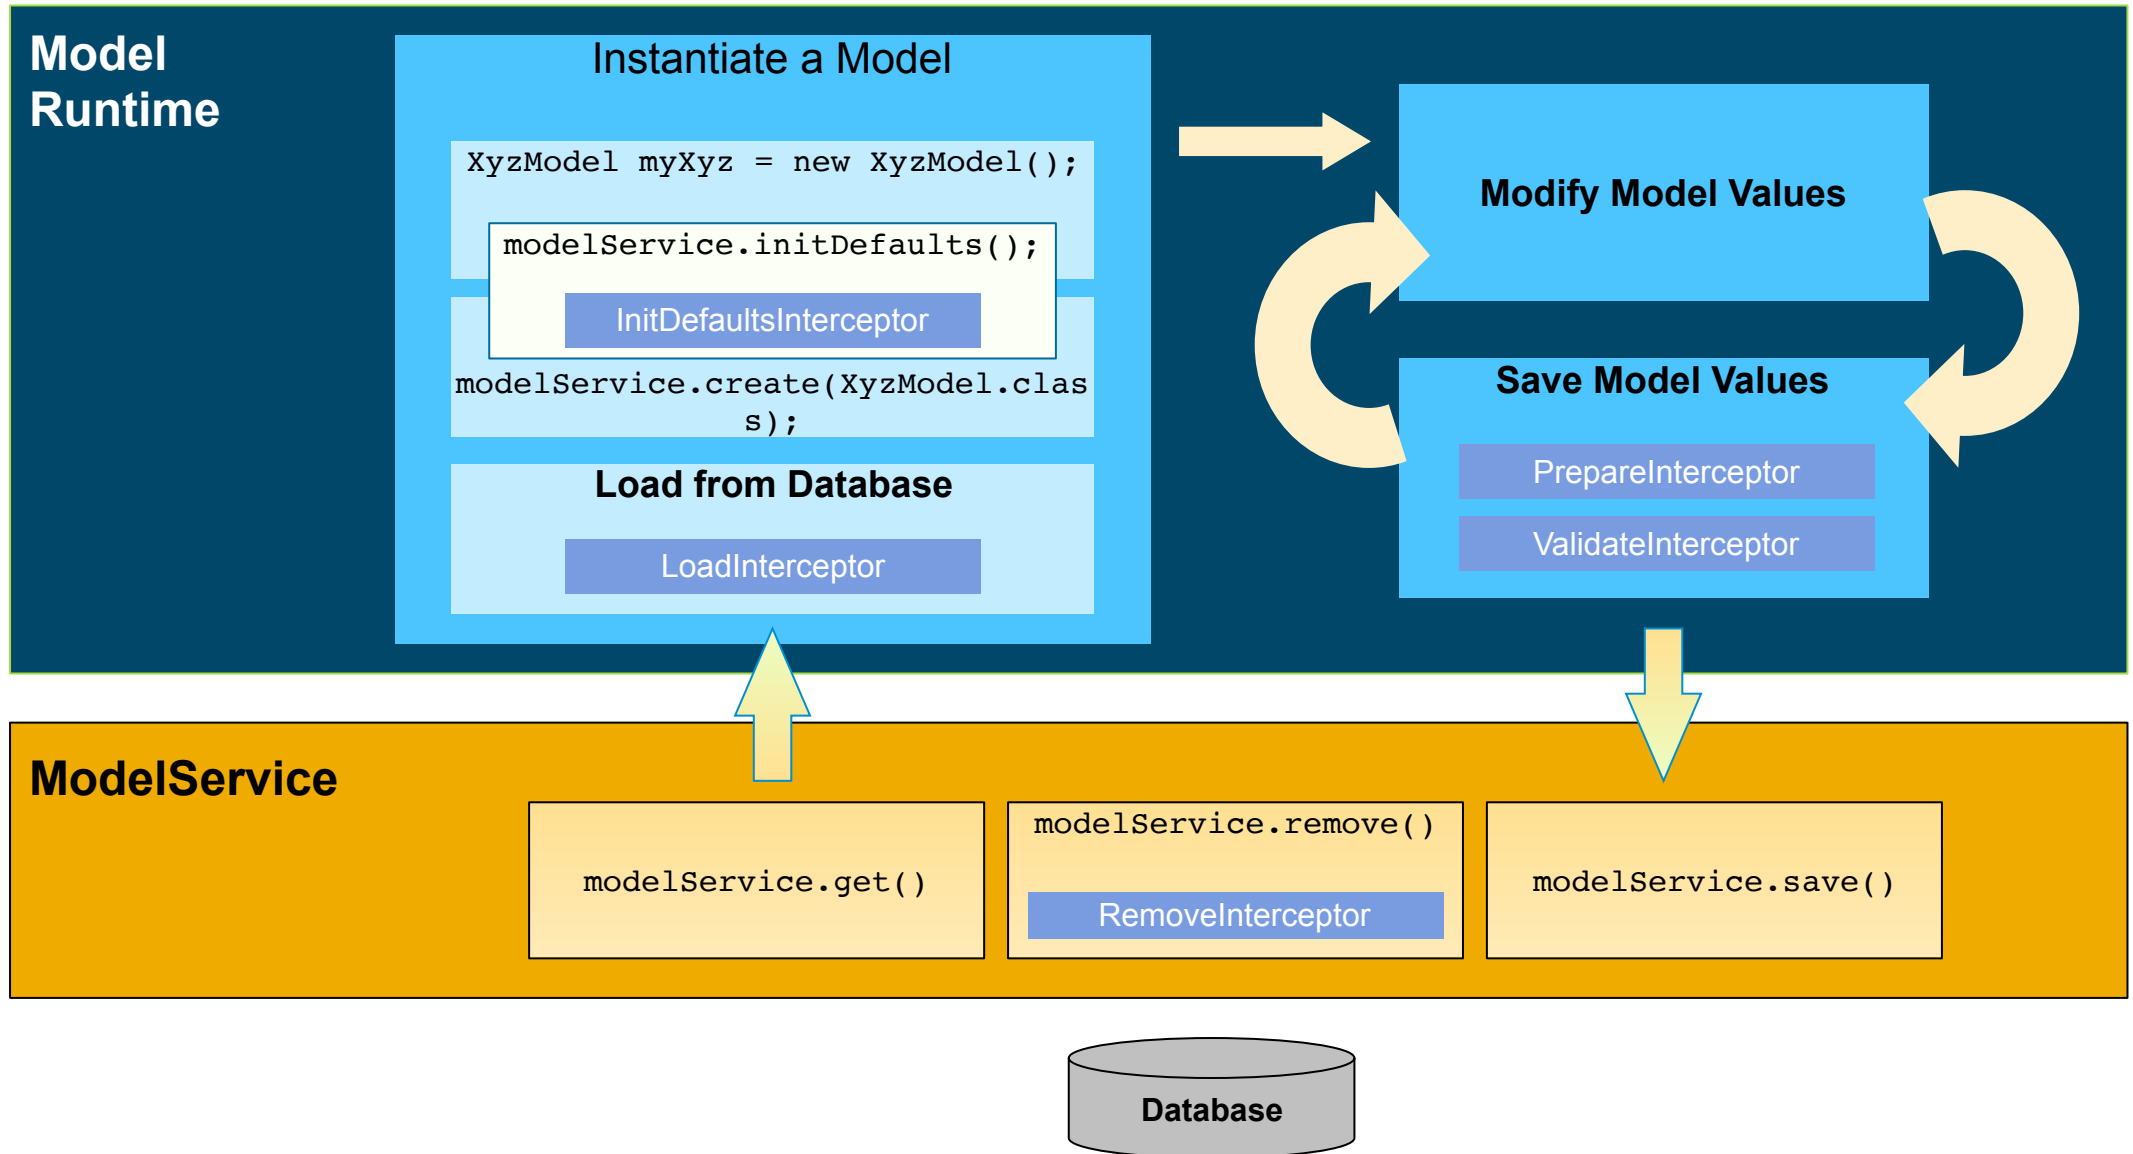 Model
Runtime
Instantiate a Model
XyzModel myXyz = new XyzModel();
modelService.initDefaults();
InitDefaultsInterceptor
modelService.create(XyzModel.clas
s);
Load from Database
LoadInterceptor
Modify Model Values
Save Model Values
PrepareInterceptor
ValidateInterceptor
ModelService
modelService.get()
modelService.remove()
RemoveInterceptor
modelService.save()
Database